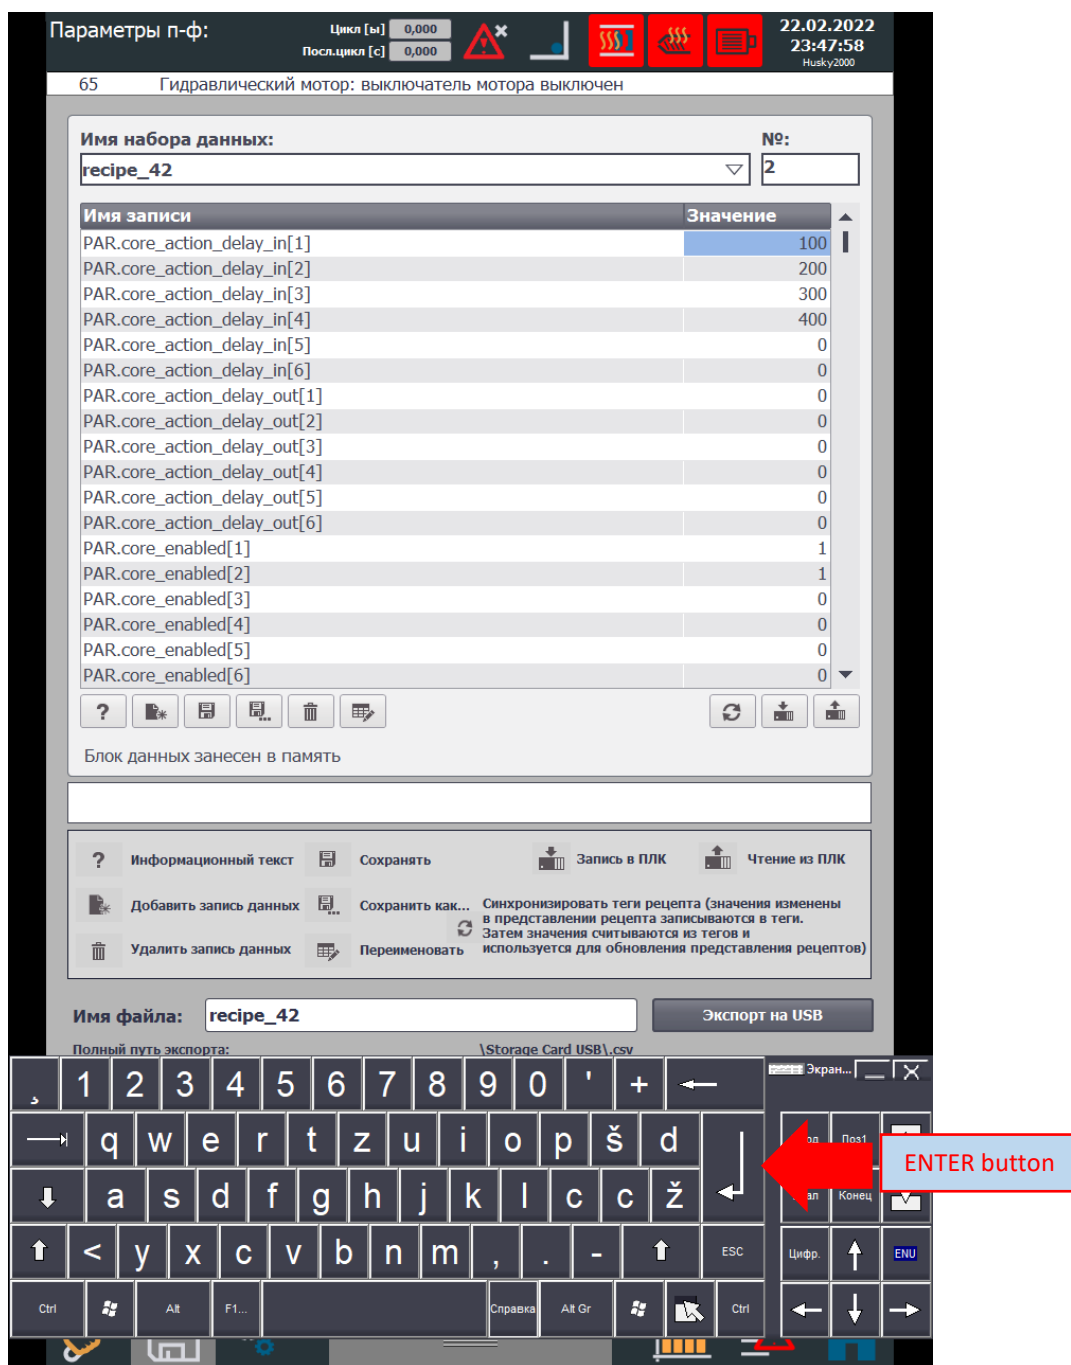 Параметры п-ф:
Цикл [ы] 0,000
Посл.цикл [с] 0,000
22.02.2022
23:47:58
Husky2000
65 Гидравлический мотор: выключатель мотора выключен
Имя набора данных: №:
recipe_42 2
Имя записи Значение
PAR.core_action_delay_in[1] 100
PAR.core_action_delay_in[2] 200
PAR.core_action_delay_in[3] 300
PAR.core_action_delay_in[4] 400
PAR.core_action_delay_in[5] 0
PAR.core_action_delay_in[6] 0
PAR.core_action_delay_out[1] 0
PAR.core_action_delay_out[2] 0
PAR.core_action_delay_out[3] 0
PAR.core_action_delay_out[4] 0
PAR.core_action_delay_out[5] 0
PAR.core_action_delay_out[6] 0
PAR.core_enabled[1] 1
PAR.core_enabled[2] 1
PAR.core_enabled[3] 0
PAR.core_enabled[4] 0
PAR.core_enabled[5] 0
PAR.core_enabled[6] 0
?
Блок данных занесен в память
? Информационный текст Сохранять Запись в ПЛК Чтение из ПЛК
Добавить запись данных Сохранить как... Синхронизировать теги рецепта (значения изменены
в представлении рецепта записываются в теги.
Затем значения считываются из тегов и
Удалить запись данных Переименовать используется для обновления представления рецептов)
Имя файла: recipe_42 Экспорт на USB
Полный путь экспорта: \Storage Card USB\.csv
Экран...
¸ 1 2 3 4 5 6 7 8 9 0 ' +
q w e r t z u i o p š d Поз1
ENTER button
a s d f g h j k l c c ž Конец
< y x c v b n m , . - ESC Цифр. ENU
Ctrl Alt F1... Справка Alt Gr Ctrl